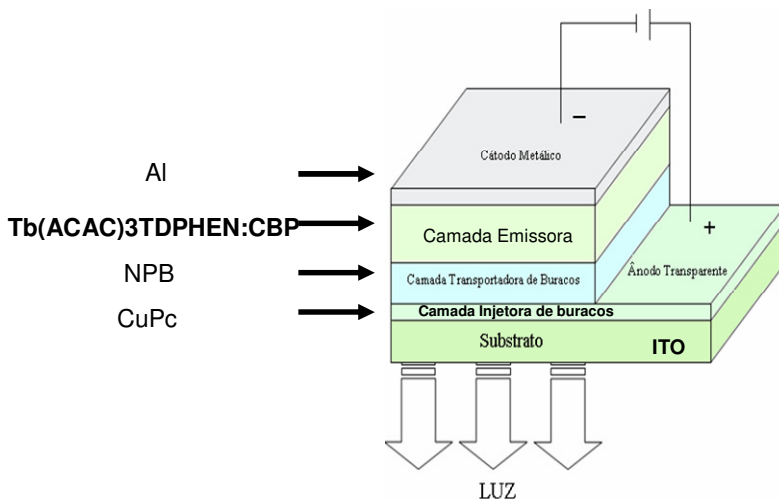 −
Cátodo Metálico
Al
Tb(ACAC)3TDPHEN:CBP
Camada Emissora
+
NPB
Camada Transportadora de Buracos
Ânodo Transparente
CuPc
Camada Injetora de buracos
Substrato
ITO
LUZ